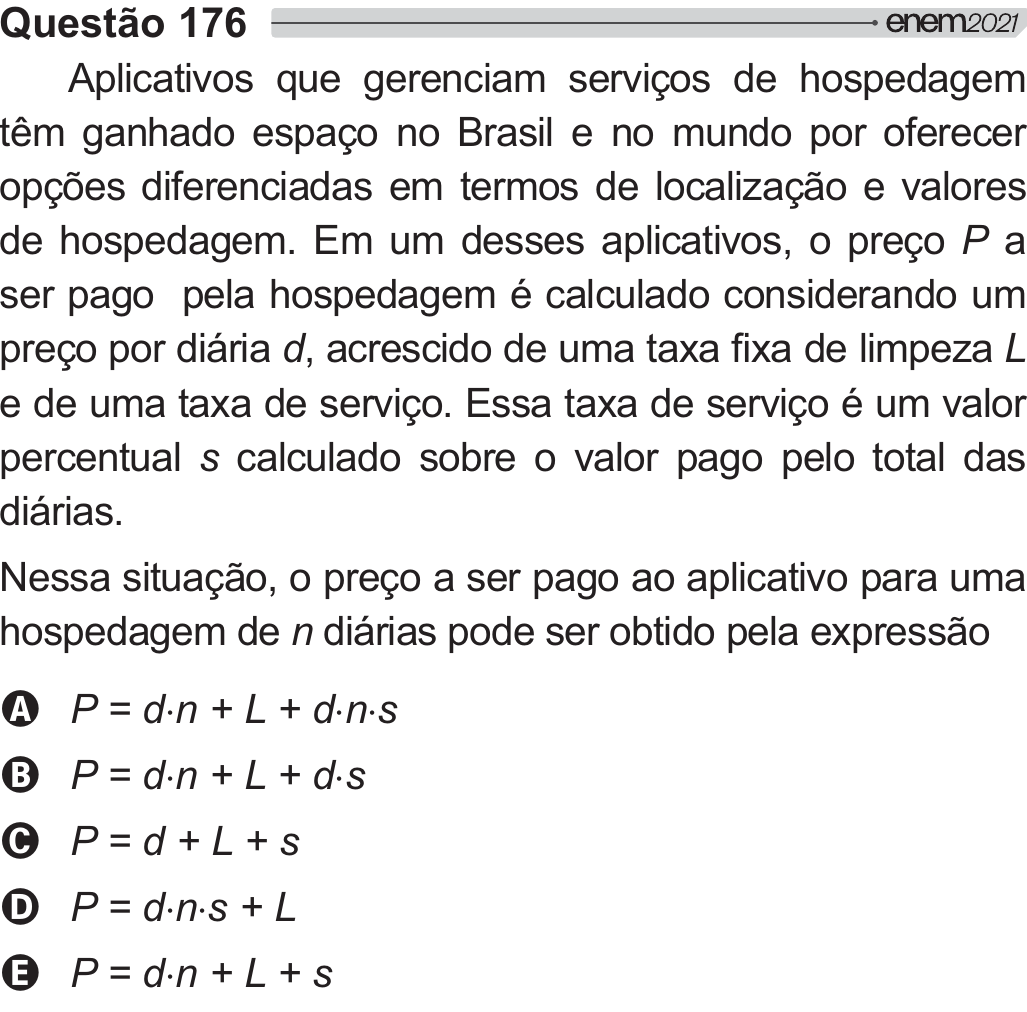 Questão 176 enem2021
Aplicativos que gerenciam serviços de hospedagem
têm ganhado espaço no Brasil e no mundo por oferecer
opções diferenciadas em termos de localização e valores
de hospedagem. Em um desses aplicativos, o preço P a
ser pago pela hospedagem é calculado considerando um
preço por diária d, acrescido de uma taxa fixa de limpeza L
e de uma taxa de serviço. Essa taxa de serviço é um valor
percentual s calculado sobre o valor pago pelo total das
diárias.
Nessa situação, o preço a ser pago ao aplicativo para uma
hospedagem de n diárias pode ser obtido pela expressão
A P = d·n + L + d·n·s
B P = d·n + L + d·s
C P = d + L + s
D P = d·n·s + L
E P = d·n + L + s